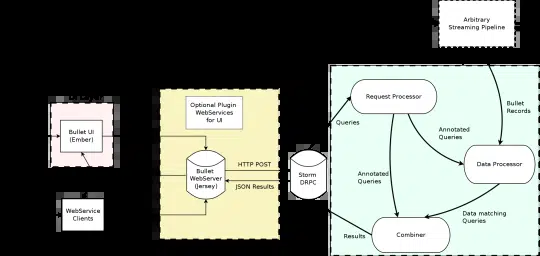 Arbitrary
Streaming Pipeline
Optional Plugin
WebServices
for UI
Request Processor
Bullet
Records
Queries
Bullet UI
(Ember)
Annotated
Queries
HTTP POST
Bullet
WebServer
(Jersey)
Storm
DRPC
Data Processor
JSON Results
Annotated
Queries
WebService
Clients
Data matching
Queries
Results
Combiner